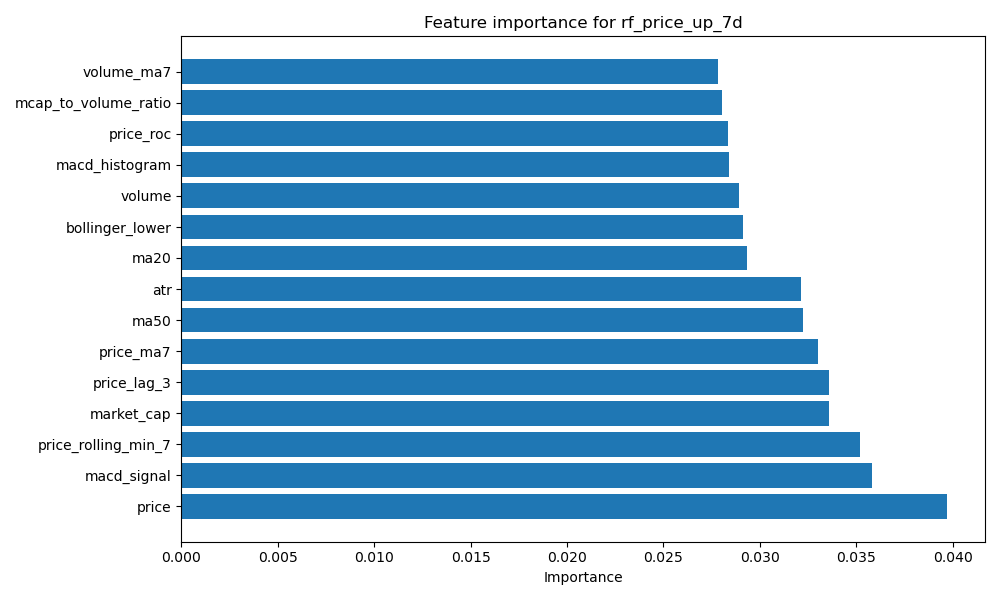 Feature importance for rf_price_up_7d
volume_ma7
mcap_to_volume_ratio
price_roc
macd_histogram
volume
bollinger_lower
ma20
atr
ma50
price_ma7
price_lag_3
market_cap
price_rolling_min_7
macd_signal
price
0.000 0.005 0.010 0.015 0.020 0.025 0.030 0.035 0.040
Importance